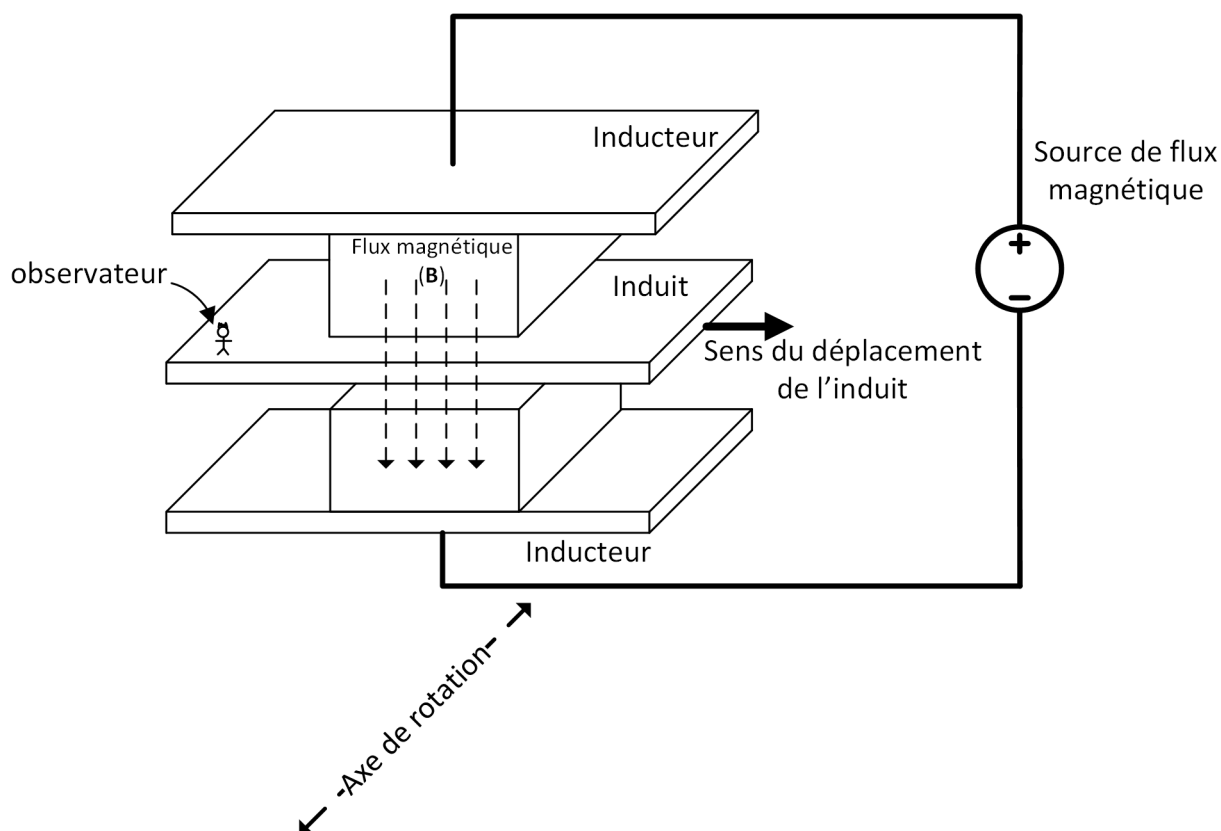 Inducteur
Source de flux
magnétique
Flux magnétique
(B)
observateur
Induit
+
−
Sens du déplacement
de l'induit
Inducteur
-Axe de rotation-